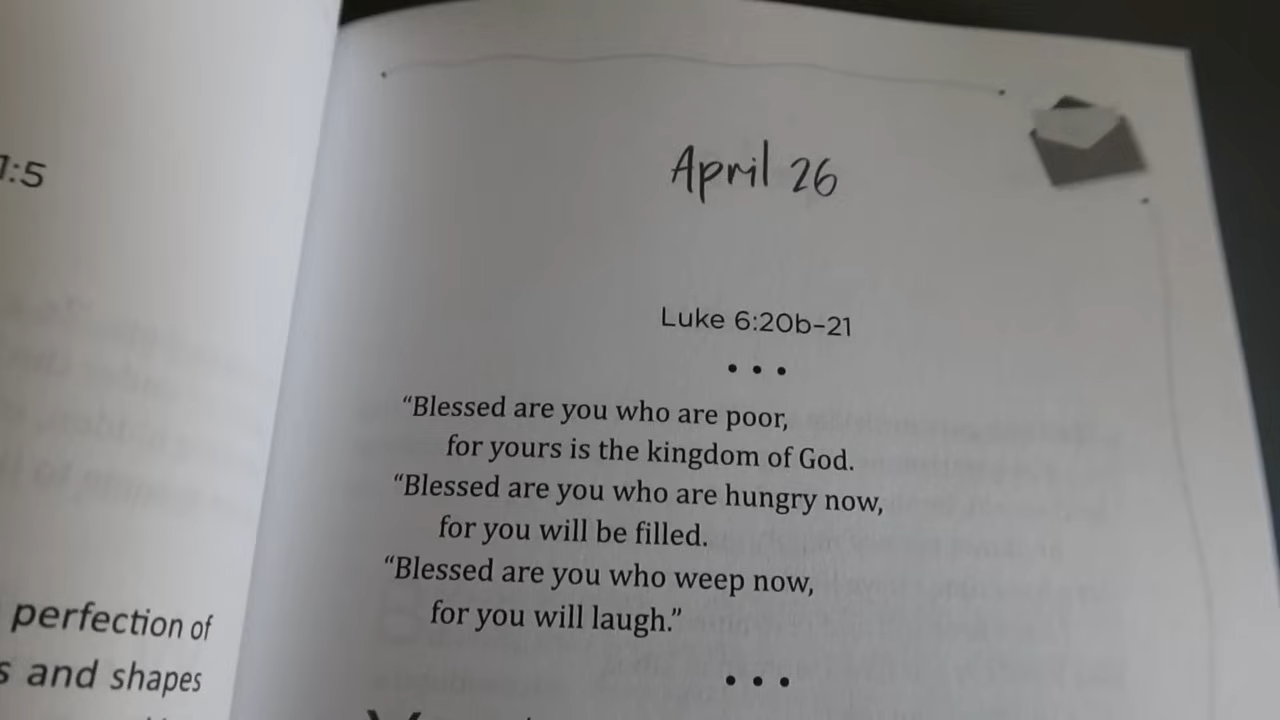 1:5
perfection of
s and shapes
April 26
Luke 6:20b–21
• • •
“Blessed are you who are poor,
for yours is the kingdom of God.
“Blessed are you who are hungry now,
for you will be filled.
“Blessed are you who weep now,
for you will laugh.”
• • •